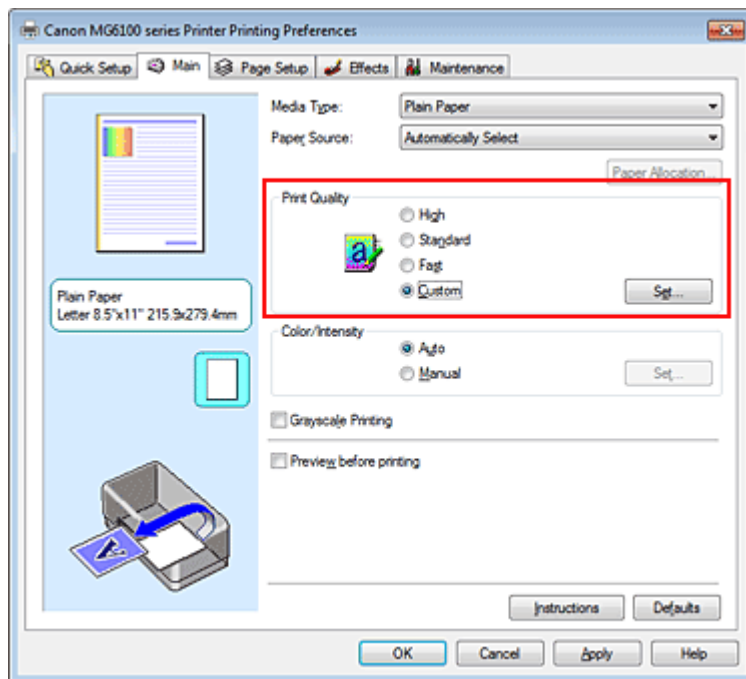 Canon MG6100 series Printer Printing Preferences
Quick Setup Main Page Setup Effects Maintenance
Media Type: Plain Paper
Paper Source: Automatically Select
Paper Allocation...
Print Quality
High
Standard
a
Fast
Custom Set...
Plain Paper
Letter 8.5"x11" 215.9x279.4mm
Color/Intensity
Auto
Manual Set...
Grayscale Printing
Preview before printing
A
Instructions Defaults
OK Cancel Apply Help